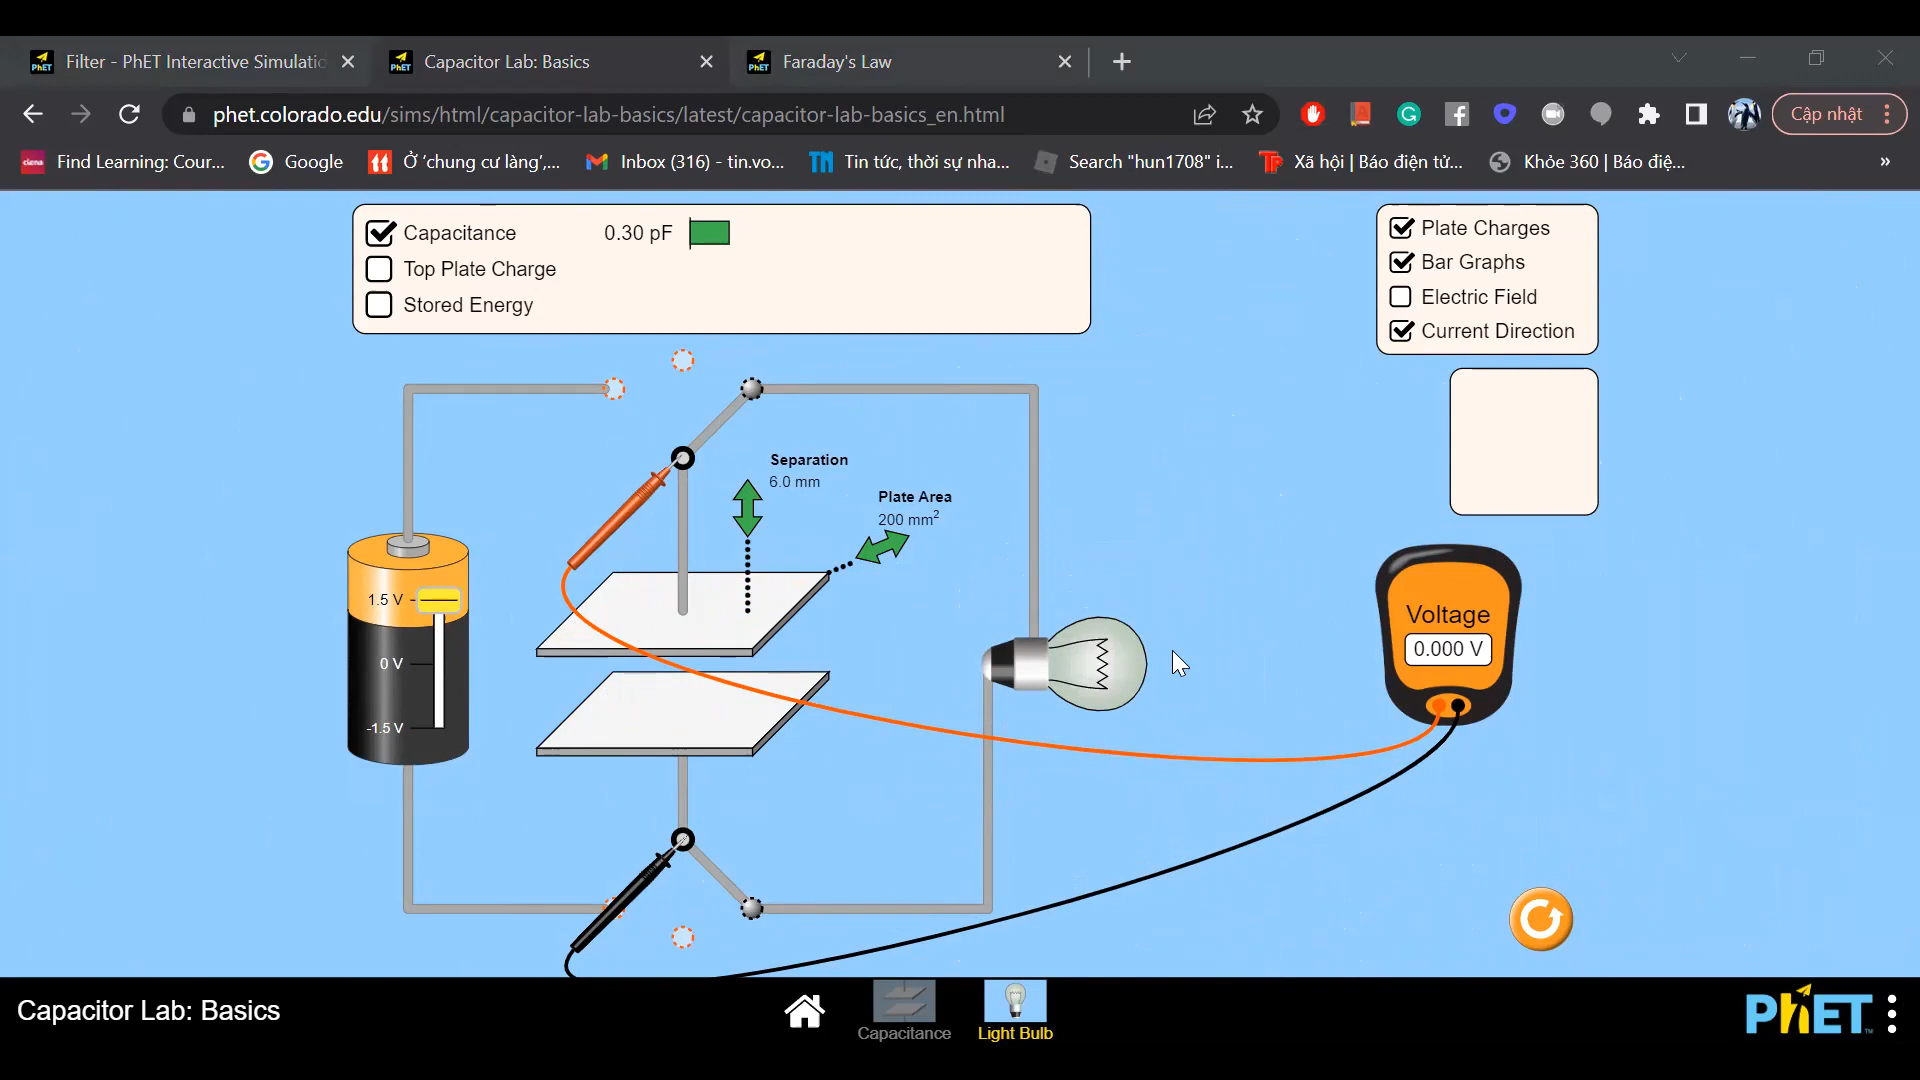 Filter - PhET Interactive Simulatio
Capacitor Lab: Basics
Faraday's Law
phet.colorado.edu/sims/html/capacitor-lab-basics/latest/capacitor-lab-basics_en.html
Cập nhật
Find Learning: Cour...
Google
Ở 'chung cư làng',...
Inbox (316) - tin.vo...
Tin tức, thời sự nha...
Search "hun1708" i...
Xã hội | Báo điện tử...
Khỏe 360 | Báo điệ...
»
Capacitance 0.30 pF
Top Plate Charge
Stored Energy
Plate Charges
Bar Graphs
Electric Field
Current Direction
Separation
6.0 mm
Plate Area
200 mm²
1.5 V
0 V
-1.5 V
Voltage
0.000 V
Capacitor Lab: Basics
Capacitance
Light Bulb
PhET